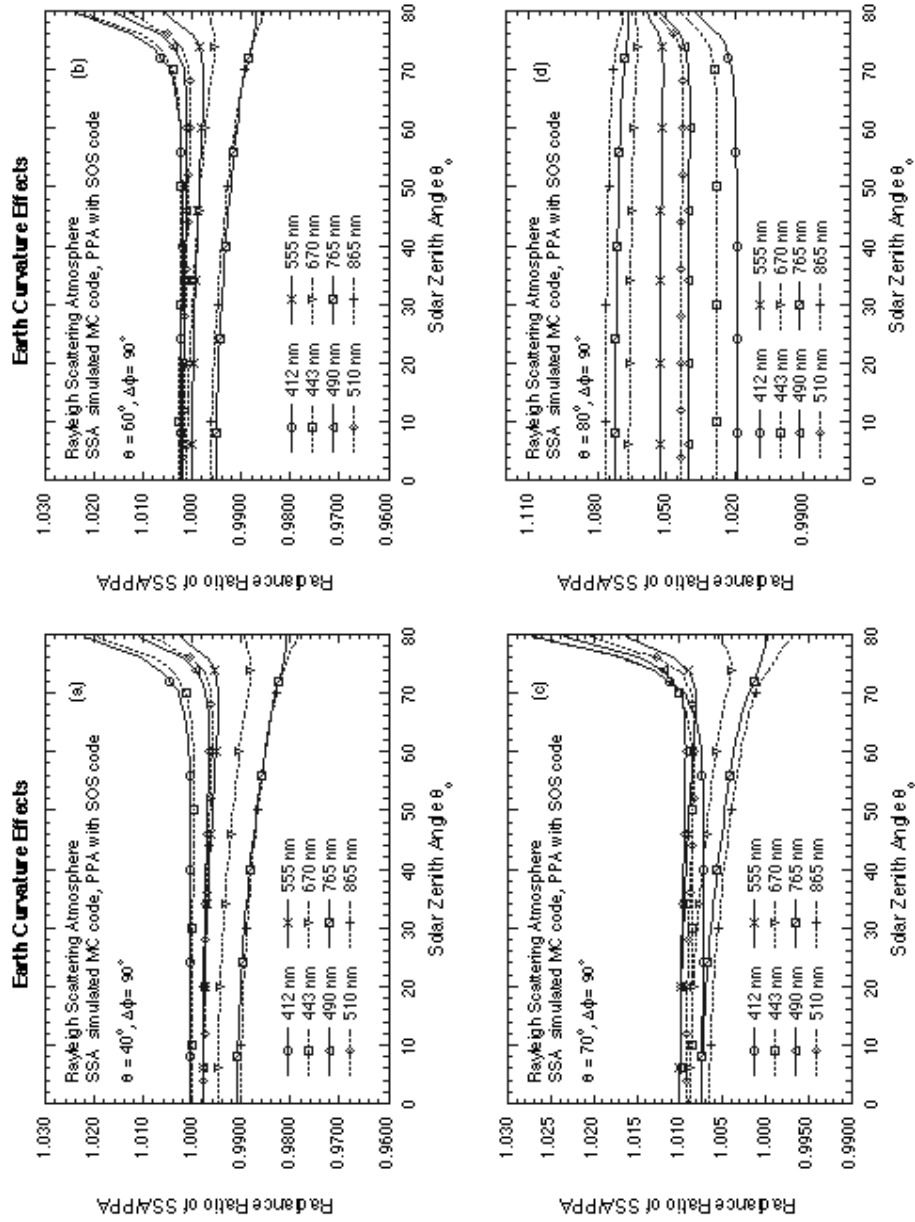 Earth Curvature Effects
(a)
Rayleigh Scattering Atmosphere
SSA simulated MC code, PPA with SOS code
θ = 40°, Δϕ= 90°
412 nm
443 nm
490 nm
510 nm
555 nm
670 nm
765 nm
865 nm
1.030
1.020
1.010
1.000
0.9900
0.9800
0.9700
0.9600
Radiance Ratio of SSA/PPA
0 10 20 30 40 50 60 70 80
Solar Zenith Angle θo
Earth Curvature Effects
(b)
Rayleigh Scattering Atmosphere
SSA simulated MC code, PPA with SOS code
θ = 60°, Δϕ= 90°
412 nm
443 nm
490 nm
510 nm
555 nm
670 nm
765 nm
865 nm
1.030
1.020
1.010
1.000
0.9900
0.9800
0.9700
0.9600
Radiance Ratio of SSA/PPA
0 10 20 30 40 50 60 70 80
Solar Zenith Angle θo
(c)
Rayleigh Scattering Atmosphere
SSA simulated MC code, PPA with SOS code
θ = 70°, Δϕ= 90°
412 nm
443 nm
490 nm
510 nm
555 nm
670 nm
765 nm
865 nm
1.030
1.025
1.020
1.015
1.010
1.005
1.000
0.9950
0.9900
Radiance Ratio of SSA/PPA
0 10 20 30 40 50 60 70 80
Solar Zenith Angle θo
(d)
Rayleigh Scattering Atmosphere
SSA simulated MC code, PPA with SOS code
θ = 80°, Δϕ= 90°
412 nm
443 nm
490 nm
510 nm
555 nm
670 nm
765 nm
865 nm
1.110
1.080
1.050
1.020
0.9900
Radiance Ratio of SSA/PPA
0 10 20 30 40 50 60 70 80
Solar Zenith Angle θo